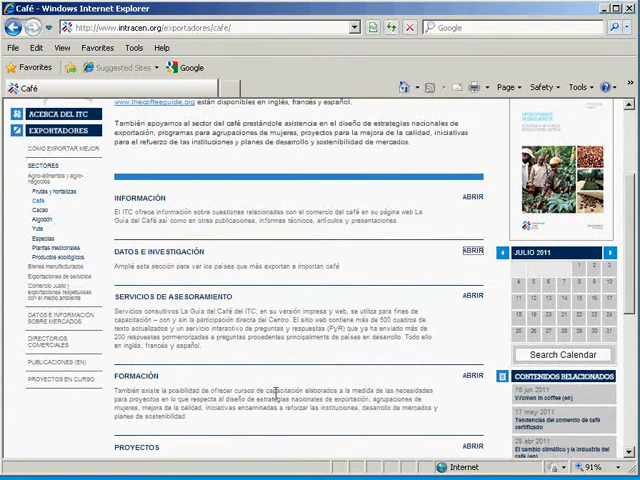 Café - Windows Internet Explorer
http://www.intracen.org/exportadores/cafe/
Google
File Edit View Favorites Tools Help
Favorites Suggested Sites Google
Café
Page Safety Tools
ACERCA DEL ITC
EXPORTADORES
CÓMO EXPORTAR MEJOR
SECTORES
Agro-alimentos y agro-
negocios
Frutas y hortalizas
Café
Cacao
Algodón
Yute
Especias
Plantas medicinales
Productos ecológicos
Bienes manufacturados
Exportaciones de servicios
Comercio justo y
exportaciones respetuosas
con el medio ambiente
DATOS E INFORMACIÓN
SOBRE MERCADOS
DIRECTORIOS
COMERCIALES
PUBLICACIONES (EN)
PROYECTOS EN CURSO
www.thecoffeeguide.org están disponibles en inglés, francés y español.
También apoyamos al sector del café prestándole asistencia en el diseño de estrategias nacionales de
exportación, programas para agrupaciones de mujeres, proyectos para la mejora de la calidad, iniciativas
para el refuerzo de las instituciones y planes de desarrollo y sostenibilidad de mercados.
INFORMACIÓN ABRIR
El ITC ofrece información sobre cuestiones relacionadas con el comercio del café en su página web La
Guía del Café así como en otras publicaciones, informes técnicos, artículos y presentaciones.
DATOS E INVESTIGACIÓN ABRIR
Amplíe esta sección para ver los países que más exportan e importan café
SERVICIOS DE ASESORAMIENTO ABRIR
Servicios consultivos La Guía del Café del ITC, en su versión impresa y web, se utiliza para fines de
capacitación – con y sin la participación directa del Centro. El sitio web contiene más de 500 cuadros de
texto actualizados y un servicio interactivo de preguntas y respuestas (PyR) que ya ha enviado más de
200 respuestas pormenorizadas a preguntas procedentes principalmente de países en desarrollo. Todo ello
en inglés, francés y español.
FORMACIÓN ABRIR
También existe la posibilidad de ofrecer cursos de capacitación elaborados a la medida de las necesidades
para proyectos en lo que respecta al diseño de estrategias nacionales de exportación, agrupaciones de
mujeres, mejora de la calidad, iniciativas encaminadas a reforzar las instituciones, desarrollo de mercados y
planes de sostenibilidad.
PROYECTOS ABRIR
JULIO 2011
1 2 3
4 5 6 7 8 9 10
11 12 13 14 15 16 17
18 19 20 21 22 23 24
25 26 27 28 29 30 31
Search Calendar
CONTENIDOS RELACIONADOS
16 jun 2011
Women in coffee (en)
17 may 2011
Tendencias del comercio de café
certificado
28 abr 2011
El cambio climático y la industria del
café (en)
Internet
91%